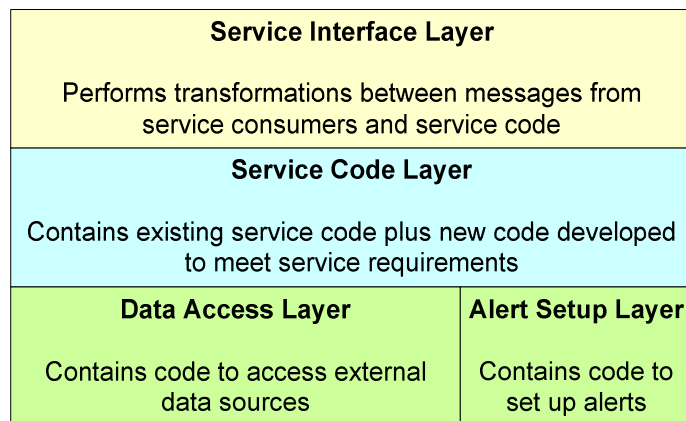 Service Interface Layer
Performs transformations between messages from
service consumers and service code
Service Code Layer
Contains existing service code plus new code developed
to meet service requirements
Data Access Layer
Contains code to access external
data sources
Alert Setup Layer
Contains code to
set up alerts